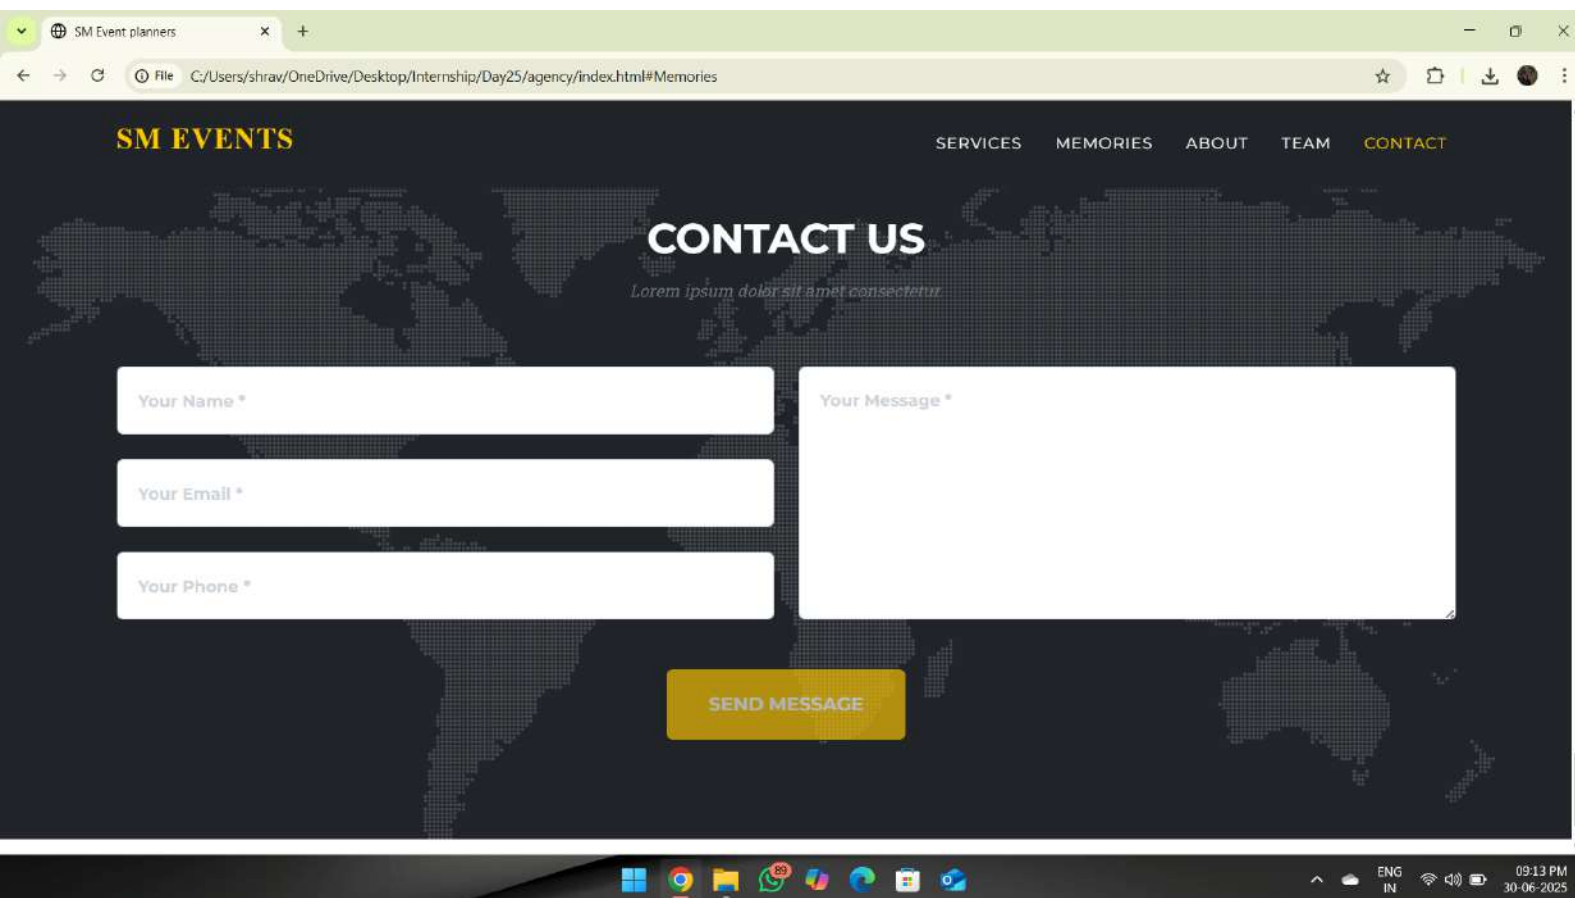 SM Event planners
File C:/Users/shrav/OneDrive/Desktop/Internship/Day25/agency/index.html#Memories
SM EVENTS
SERVICES MEMORIES ABOUT TEAM CONTACT
CONTACT US
Lorem ipsum dolor sit amet consectetur.
Your Name *
Your Message *
Your Email *
Your Phone *
SEND MESSAGE
89
ENG
IN
09:13 PM
30-06-2025